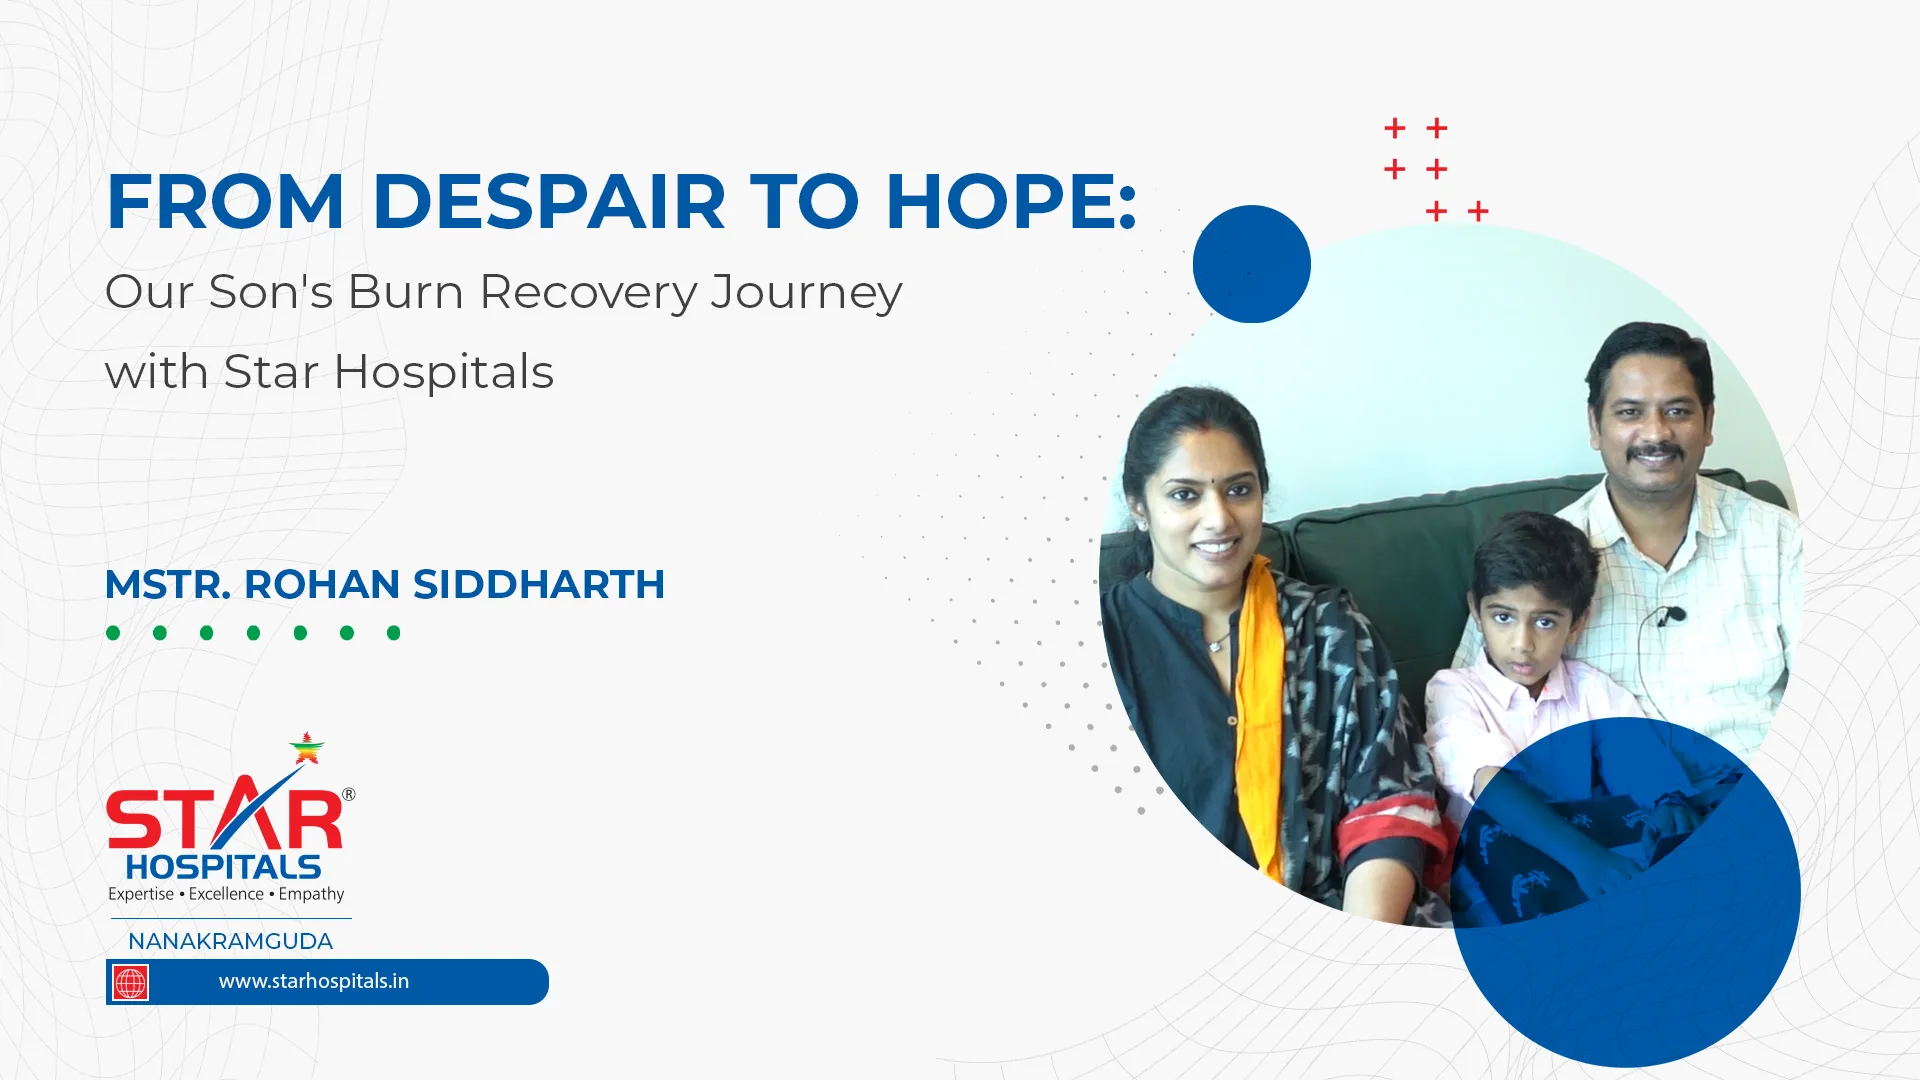 FROM DESPAIR TO HOPE:
Our Son's Burn Recovery Journey
with Star Hospitals
MSTR. ROHAN SIDDHARTH
STAR®
HOSPITALS
Expertise • Excellence • Empathy
NANAKRAMGUDA
www.starhospitals.in